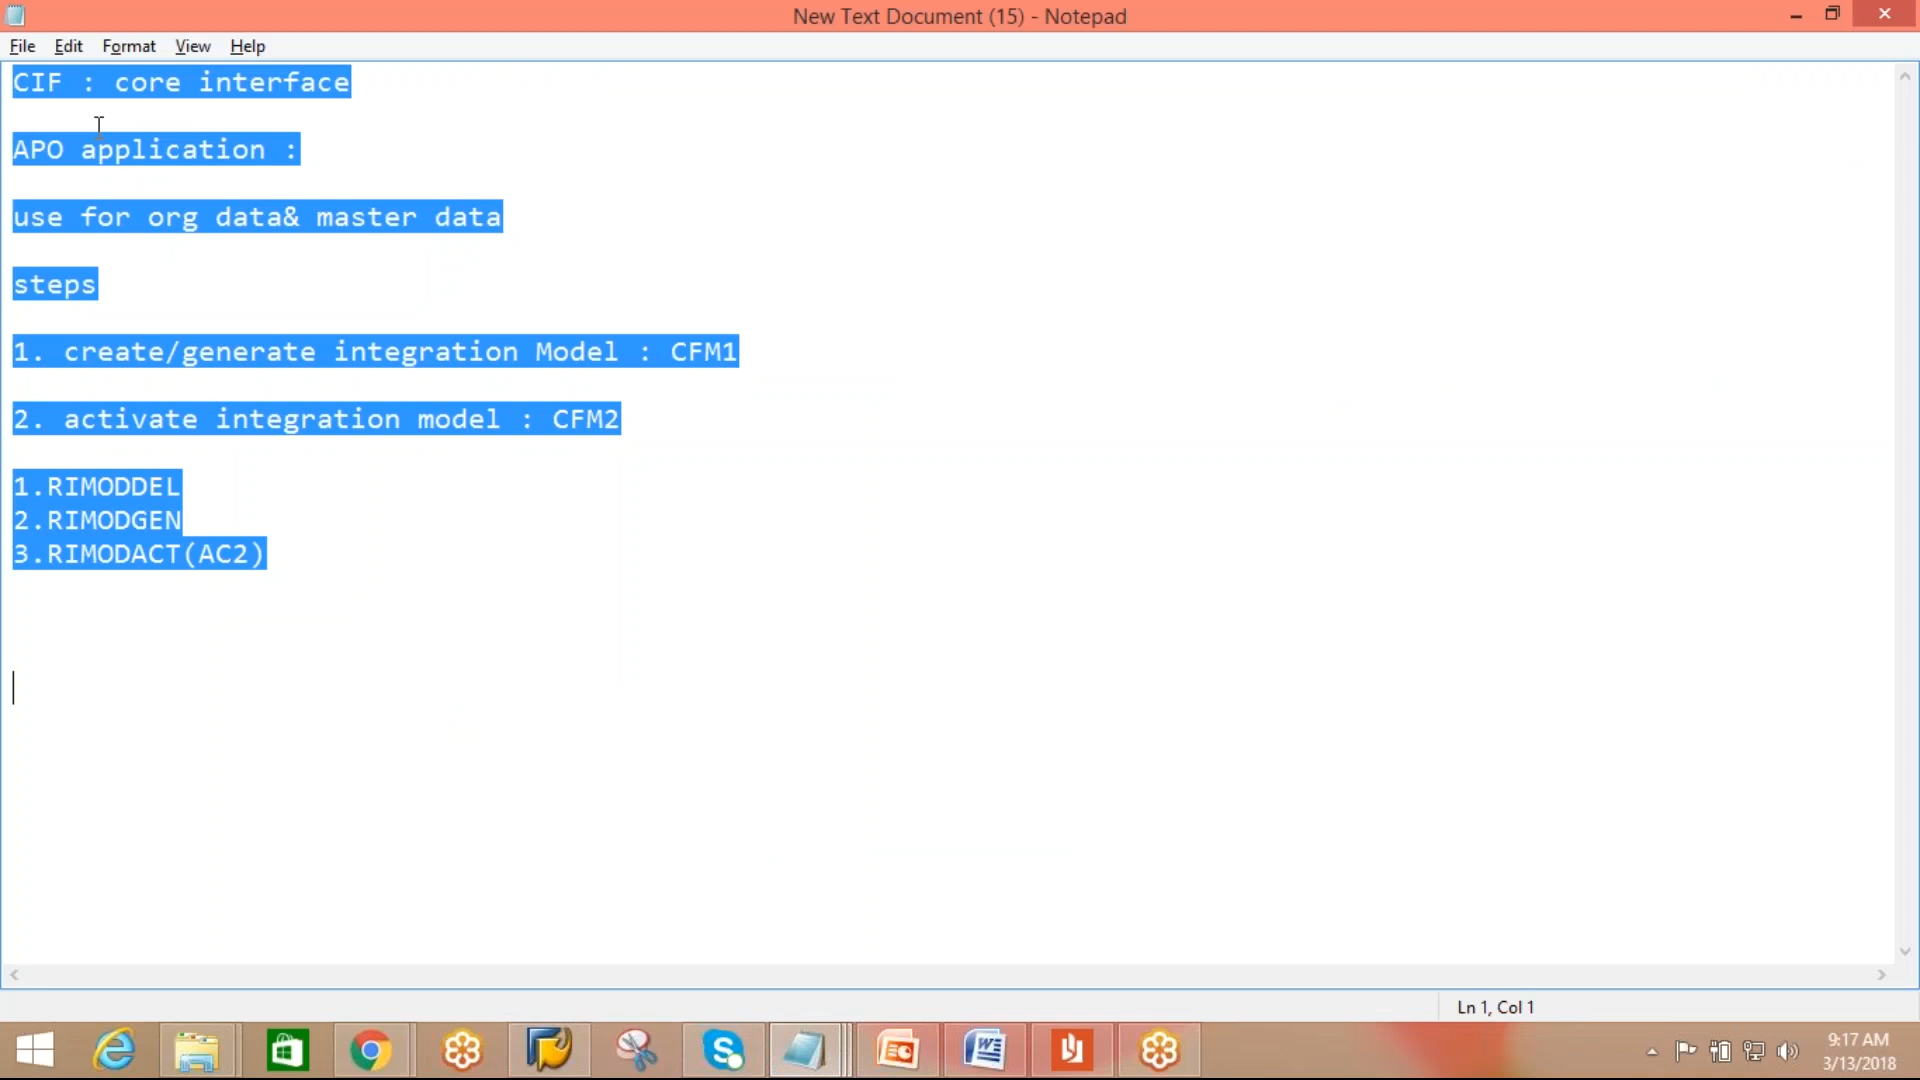 New Text Document (15) - Notepad
File Edit Format View Help
CIF : core interface
APO application :
use for org data& master data
steps
1. create/generate integration Model : CFM1
2. activate integration model : CFM2
1.RIMODDEL
2.RIMODGEN
3.RIMODACT(AC2)
Ln 1, Col 1
9:17 AM
3/13/2018